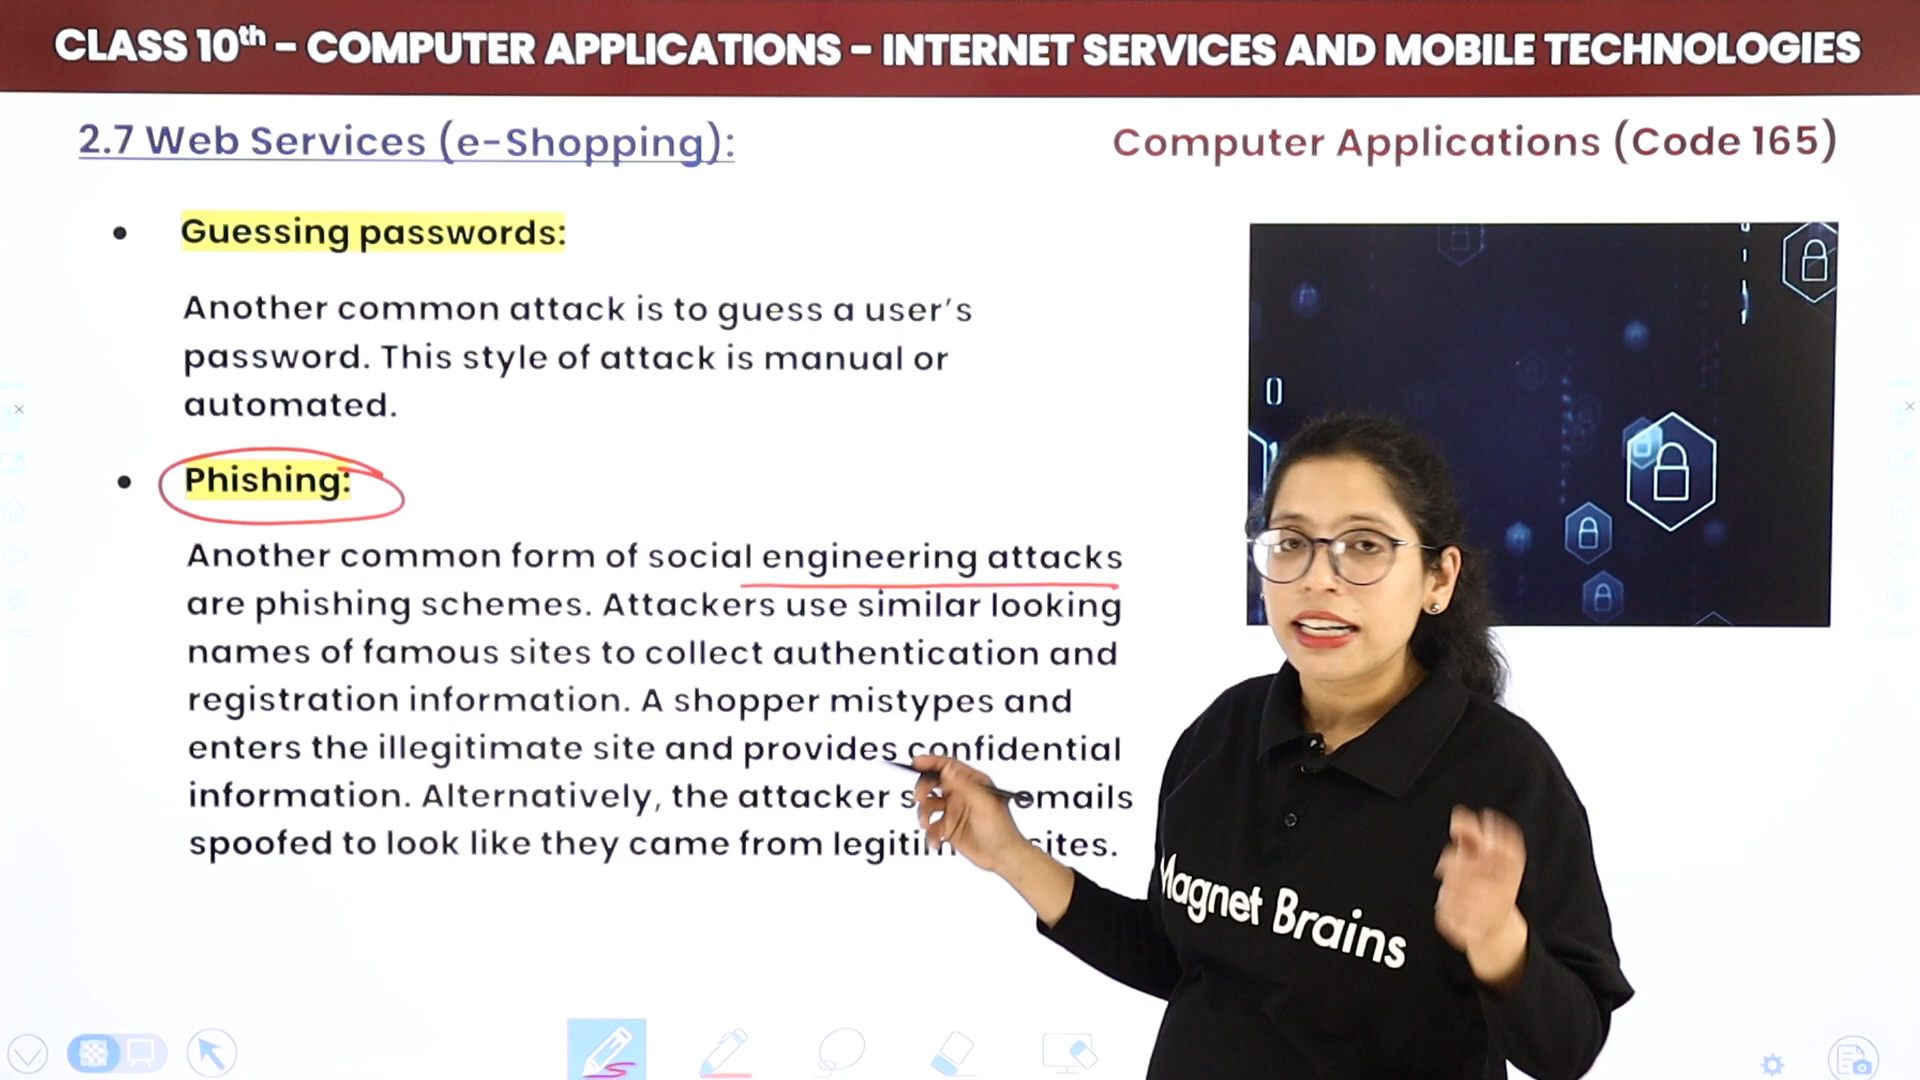 CLASS 10th – COMPUTER APPLICATIONS – INTERNET SERVICES AND MOBILE TECHNOLOGIES
2.7 Web Services (e-Shopping):
Computer Applications (Code 165)
• Guessing passwords:
Another common attack is to guess a user's
password. This style of attack is manual or
automated.
• Phishing:
Another common form of social engineering attacks
are phishing schemes. Attackers use similar looking
names of famous sites to collect authentication and
registration information. A shopper mistypes and
enters the illegitimate site and provides confidential
information. Alternatively, the attacker emails
spoofed to look like they came from sites.
Magnet Brains